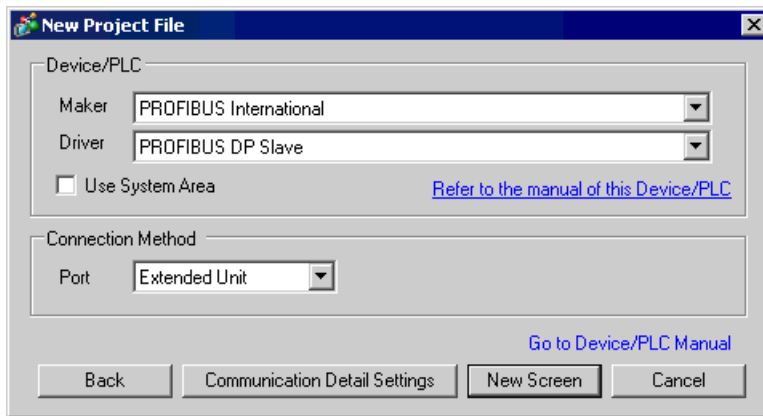 New Project File
Device/PLC
Maker PROFIBUS International
Driver PROFIBUS DP Slave
Use System Area Refer to the manual of this Device/PLC
Connection Method
Port Extended Unit
Go to Device/PLC Manual
Back Communication Detail Settings New Screen Cancel